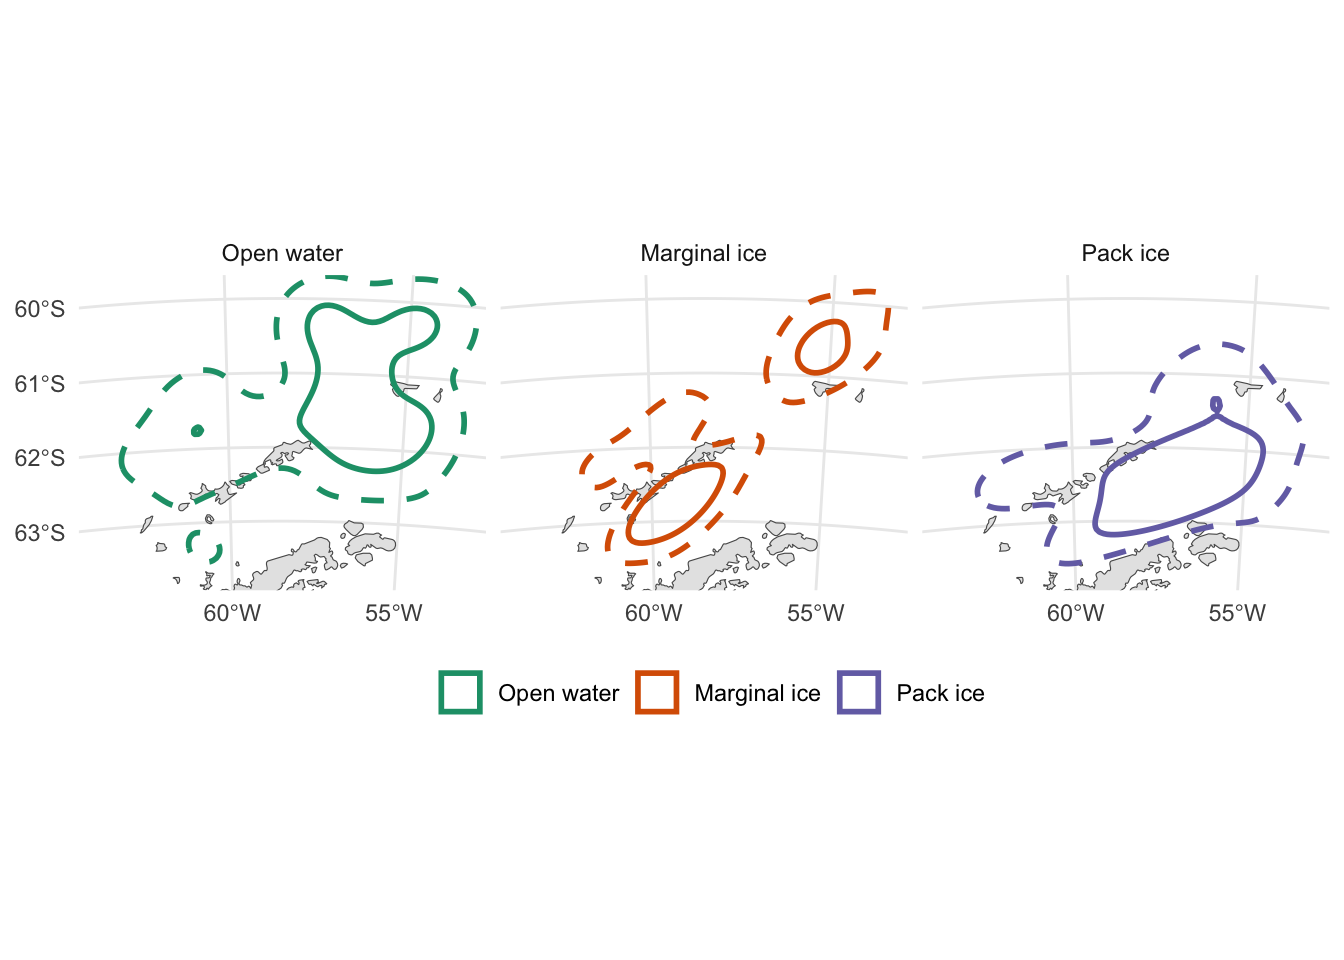 Open water
Marginal ice
Pack ice
60°S
61°S
62°S
63°S
60°W 55°W 60°W 55°W 60°W 55°W
Open water Marginal ice Pack ice